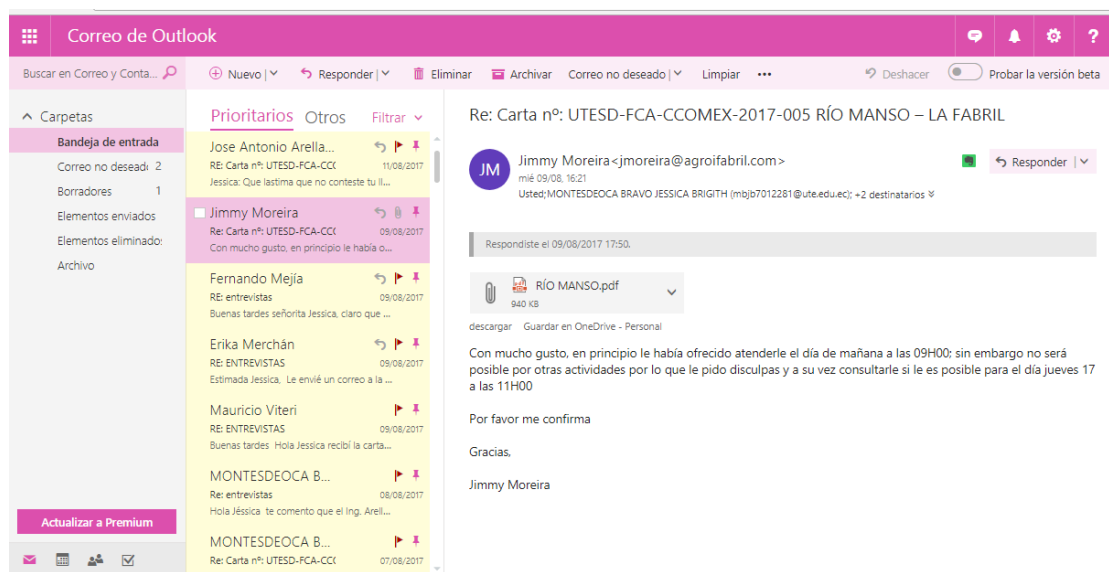 Correo de Outlook
?
Buscar en Correo y Conta...
Nuevo
Responder
Eliminar
Archivar
Correo no deseado
Limpiar
Deshacer
Probar la versión beta
Carpetas
Bandeja de entrada
Correo no desead 2
Borradores 1
Elementos enviados
Elementos eliminado
Archivo
Actualizar a Premium
Prioritarios Otros Filtrar
Jose Antonio Arella...
RE: Carta nº: UTESD-FCA-CC 11/08/2017
Jessica: Que lastima que no conteste tu ll...
Jimmy Moreira
Re: Carta nº: UTESD-FCA-CC 09/08/2017
Con mucho gusto, en principio le había o...
Fernando Mejía
RE: entrevistas 09/08/2017
Buenas tardes señorita Jessica, claro que ...
Erika Merchán
RE: ENTREVISTAS 09/08/2017
Estimada Jessica, Le envié un correo a la ...
Mauricio Viteri
RE: ENTREVISTAS 09/08/2017
Buenas tardes Hola Jessica recibí la carta...
MONTESDEOCA B...
Re: entrevistas 08/08/2017
Hola Jéssica te comento que el Ing. Arell...
MONTESDEOCA B...
Re: Carta nº: UTESD-FCA-CC 07/08/2017
Re: Carta nº: UTESD-FCA-CCOMEX-2017-005 RÍO MANSO – LA FABRIL
JM
Jimmy Moreira<jmoreira@agroifabril.com>
mié 09/08, 16:21
Usted;MONTESDEOCA BRAVO JESSICA BRIGITH (mbjb7012281@ute.edu.ec); +2 destinatarios
Responder
Respondiste el 09/08/2017 17:50.
RÍO MANSO.pdf
940 KB
descargar Guardar en OneDrive - Personal
Con mucho gusto, en principio le había ofrecido atenderle el día de mañana a las 09H00; sin embargo no será
posible por otras actividades por lo que le pido disculpas y a su vez consultarle si le es posible para el día jueves 17
a las 11H00
Por favor me confirma
Gracias,
Jimmy Moreira